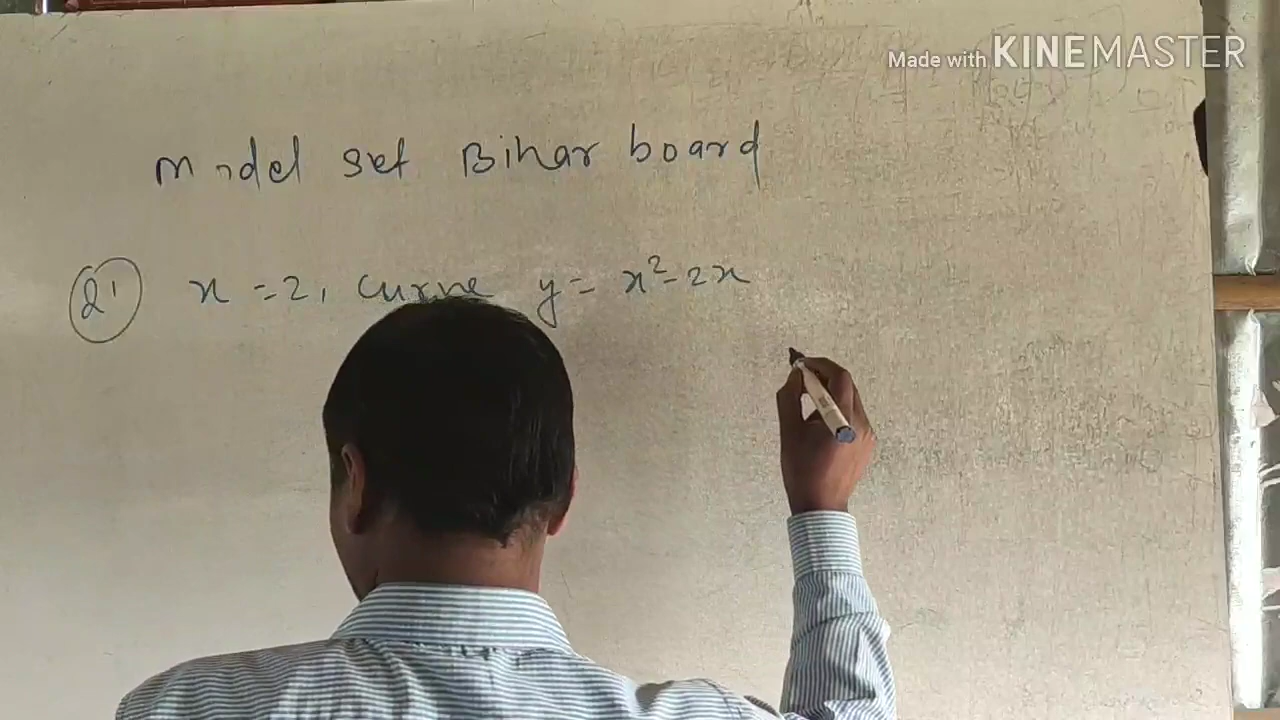 Made with KINEMASTER
Model set Bihar board
Q1 x = 2, curve y = x² - 2x